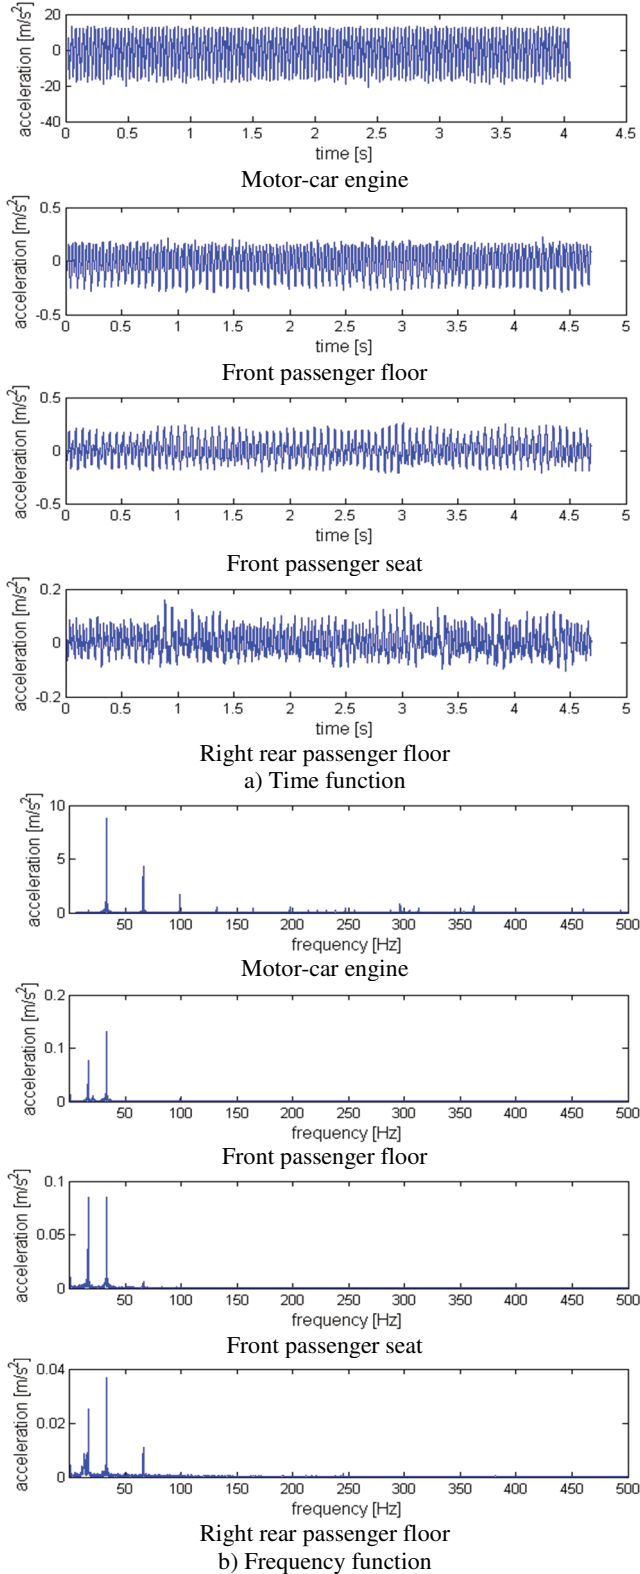 acceleration [m/s²]
20
0
-20
-40
0 0.5 1 1.5 2 2.5 3 3.5 4 4.5
time [s]
Motor-car engine
acceleration [m/s²]
0.5
0
-0.5
0 0.5 1 1.5 2 2.5 3 3.5 4 4.5 5
time [s]
Front passenger floor
acceleration [m/s²]
0.5
0
-0.5
0 0.5 1 1.5 2 2.5 3 3.5 4 4.5 5
time [s]
Front passenger seat
acceleration [m/s²]
0.2
0
-0.2
0 0.5 1 1.5 2 2.5 3 3.5 4 4.5 5
time [s]
Right rear passenger floor
a) Time function
acceleration [m/s²]
10
5
0
50 100 150 200 250 300 350 400 450 500
frequency [Hz]
Motor-car engine
acceleration [m/s²]
0.2
0.1
0
50 100 150 200 250 300 350 400 450 500
frequency [Hz]
Front passenger floor
acceleration [m/s²]
0.1
0.05
0
50 100 150 200 250 300 350 400 450 500
frequency [Hz]
Front passenger seat
acceleration [m/s²]
0.04
0.02
0
50 100 150 200 250 300 350 400 450 500
frequency [Hz]
Right rear passenger floor
b) Frequency function